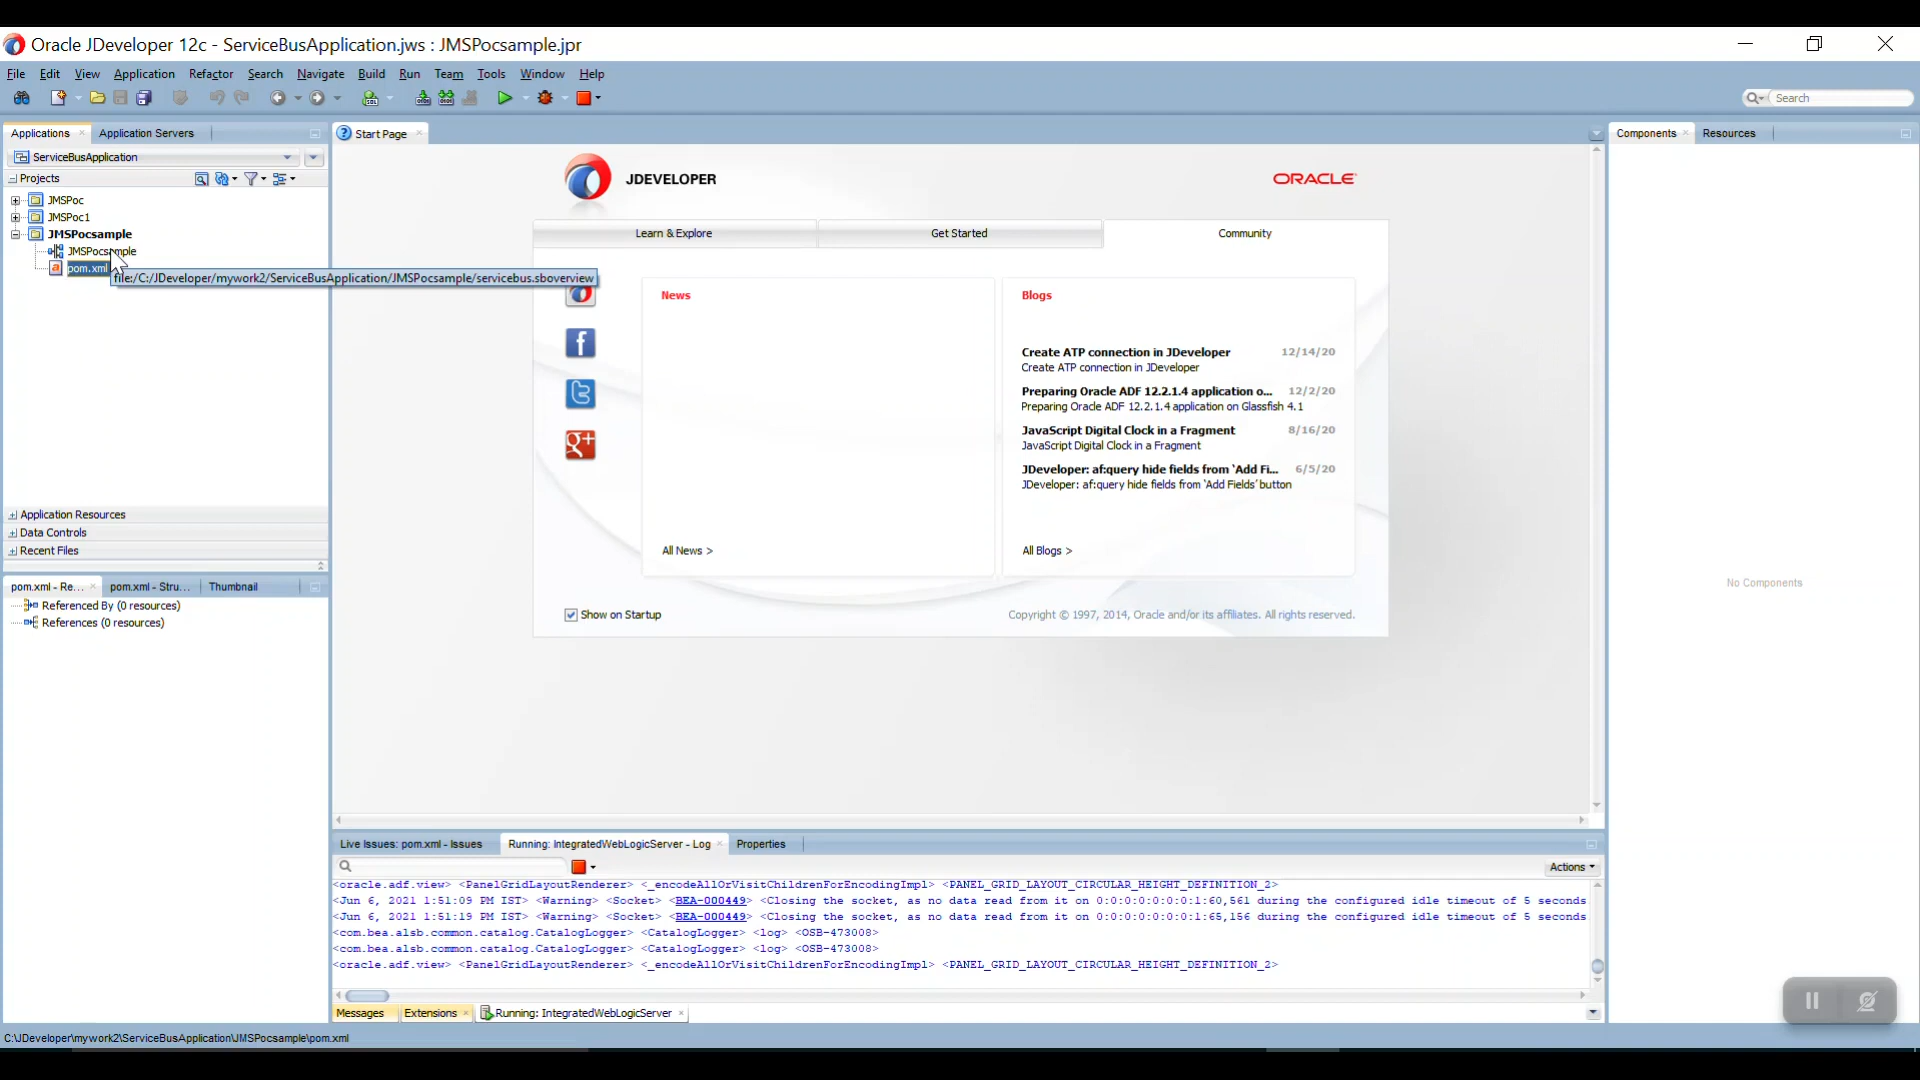 Oracle JDeveloper 12c - ServiceBusApplication.jws : JMSPocsample.jpr
File Edit View Application Refactor Search Navigate Build Run Team Tools Window Help
Search
Applications Application Servers
Start Page
Components Resources
ServiceBusApplication
Projects
JMSPoc
JMSPoc1
JMSPocsample
JMSPocsample
pom.xml
file:/C:/JDeveloper/mywork2/ServiceBusApplication/JMSPocsample/servicebus.sboverview
JDEVELOPER
ORACLE
Learn & Explore Get Started Community
News
Blogs
Create ATP connection in JDeveloper 12/14/20
Create ATP connection in JDeveloper
Preparing Oracle ADF 12.2.1.4 application o... 12/2/20
Preparing Oracle ADF 12.2.1.4 application on Glassfish 4.1
JavaScript Digital Clock in a Fragment 8/16/20
JavaScript Digital Clock in a Fragment
JDeveloper: af:query hide fields from 'Add Fi... 6/5/20
JDeveloper: af:query hide fields from 'Add Fields' button
All News >
All Blogs >
Show on Startup
Copyright © 1997, 2014, Oracle and/or its affiliates. All rights reserved.
Application Resources
Data Controls
Recent Files
pom.xml - Re... pom.xml - Stru... Thumbnail
Referenced By (0 resources)
References (0 resources)
No Components
Live Issues: pom.xml - Issues Running: IntegratedWebLogicServer - Log Properties
Actions
<oracle.adf.view> <PanelGridLayoutRenderer> <_encodeAllOrVisitChildrenForEncodingImpl> <PANEL_GRID_LAYOUT_CIRCULAR_HEIGHT_DEFINITION_2>
<Jun 6, 2021 1:51:09 PM IST> <Warning> <Socket> <BEA-000449> <Closing the socket, as no data read from it on 0:0:0:0:0:0:0:1:60,561 during the configured idle timeout of 5 seconds
<Jun 6, 2021 1:51:19 PM IST> <Warning> <Socket> <BEA-000449> <Closing the socket, as no data read from it on 0:0:0:0:0:0:0:1:65,156 during the configured idle timeout of 5 seconds
<com.bea.alsb.common.catalog.CatalogLogger> <CatalogLogger> <log> <OSB-473008>
<com.bea.alsb.common.catalog.CatalogLogger> <CatalogLogger> <log> <OSB-473008>
<oracle.adf.view> <PanelGridLayoutRenderer> <_encodeAllOrVisitChildrenForEncodingImpl> <PANEL_GRID_LAYOUT_CIRCULAR_HEIGHT_DEFINITION_2>
Messages Extensions Running: IntegratedWebLogicServer
C:\JDeveloper\mywork2\ServiceBusApplication\JMSPocsample\pom.xml